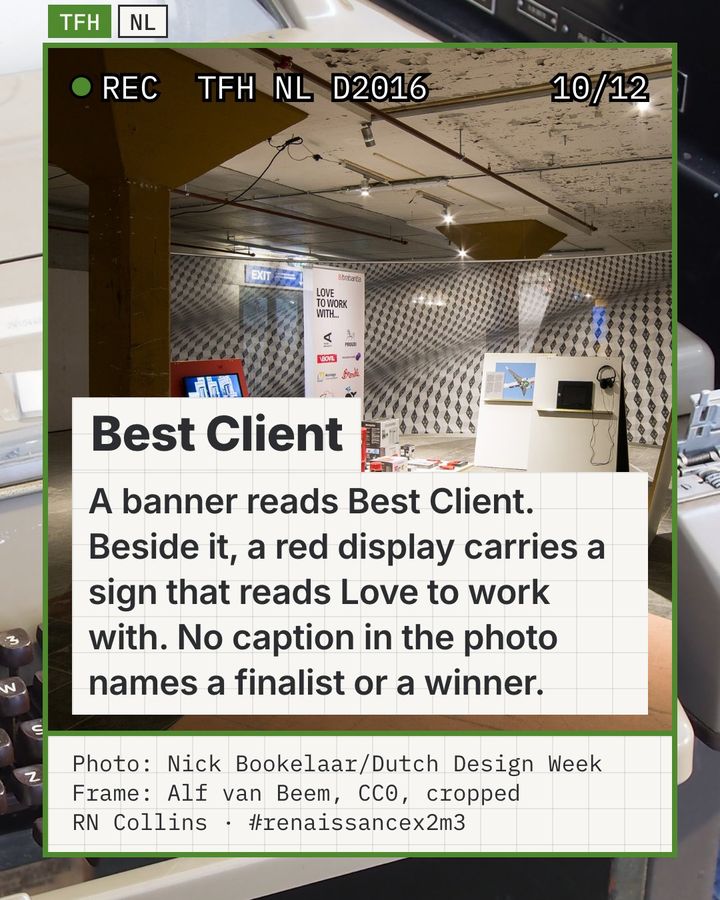 TFH NL
REC TFH NL D2016 10/12
EXIT
brabantia
LOVE
TO WORK
WITH...
Best Client
A banner reads Best Client.
Beside it, a red display carries a
sign that reads Love to work
with. No caption in the photo
names a finalist or a winner.
3
W
S
Z
Photo: Nick Bookelaar/Dutch Design Week
Frame: Alf van Beem, CC0, cropped
RN Collins · #renaissancex2m3